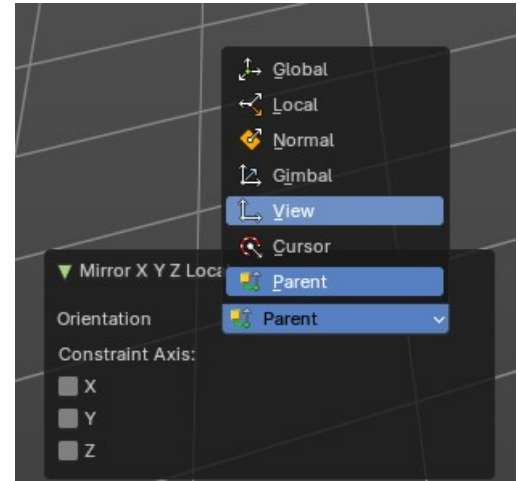 Global
Local
Normal
Gimbal
View
Cursor
Mirror X Y Z Loca
Parent
Orientation
Parent
Constraint Axis:
X
Y
Z